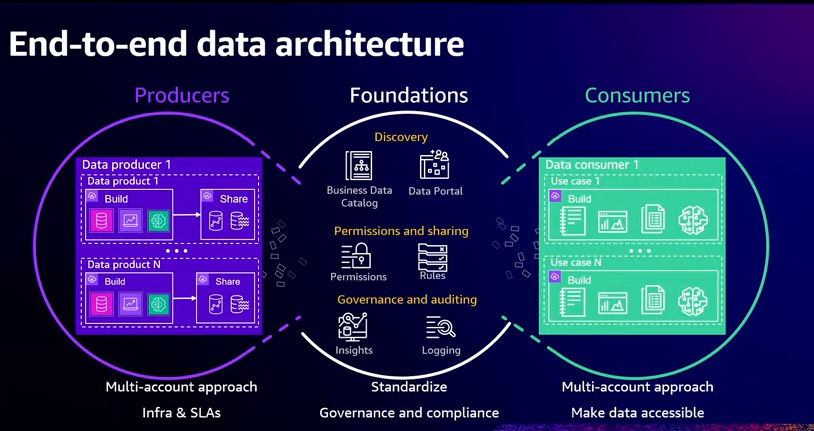 End-to-end data architecture
Producers
Data producer 1
Data product 1
Build
Share
Data product N
Build
Share
Multi-account approach
Infra & SLAs
Foundations
Discovery
Business Data
Catalog
Data Portal
Permissions and sharing
Permissions
Rules
Governance and auditing
Insights
Logging
Standardize
Governance and compliance
Consumers
Data consumer 1
Use case 1
Build
Use case N
Build
Multi-account approach
Make data accessible